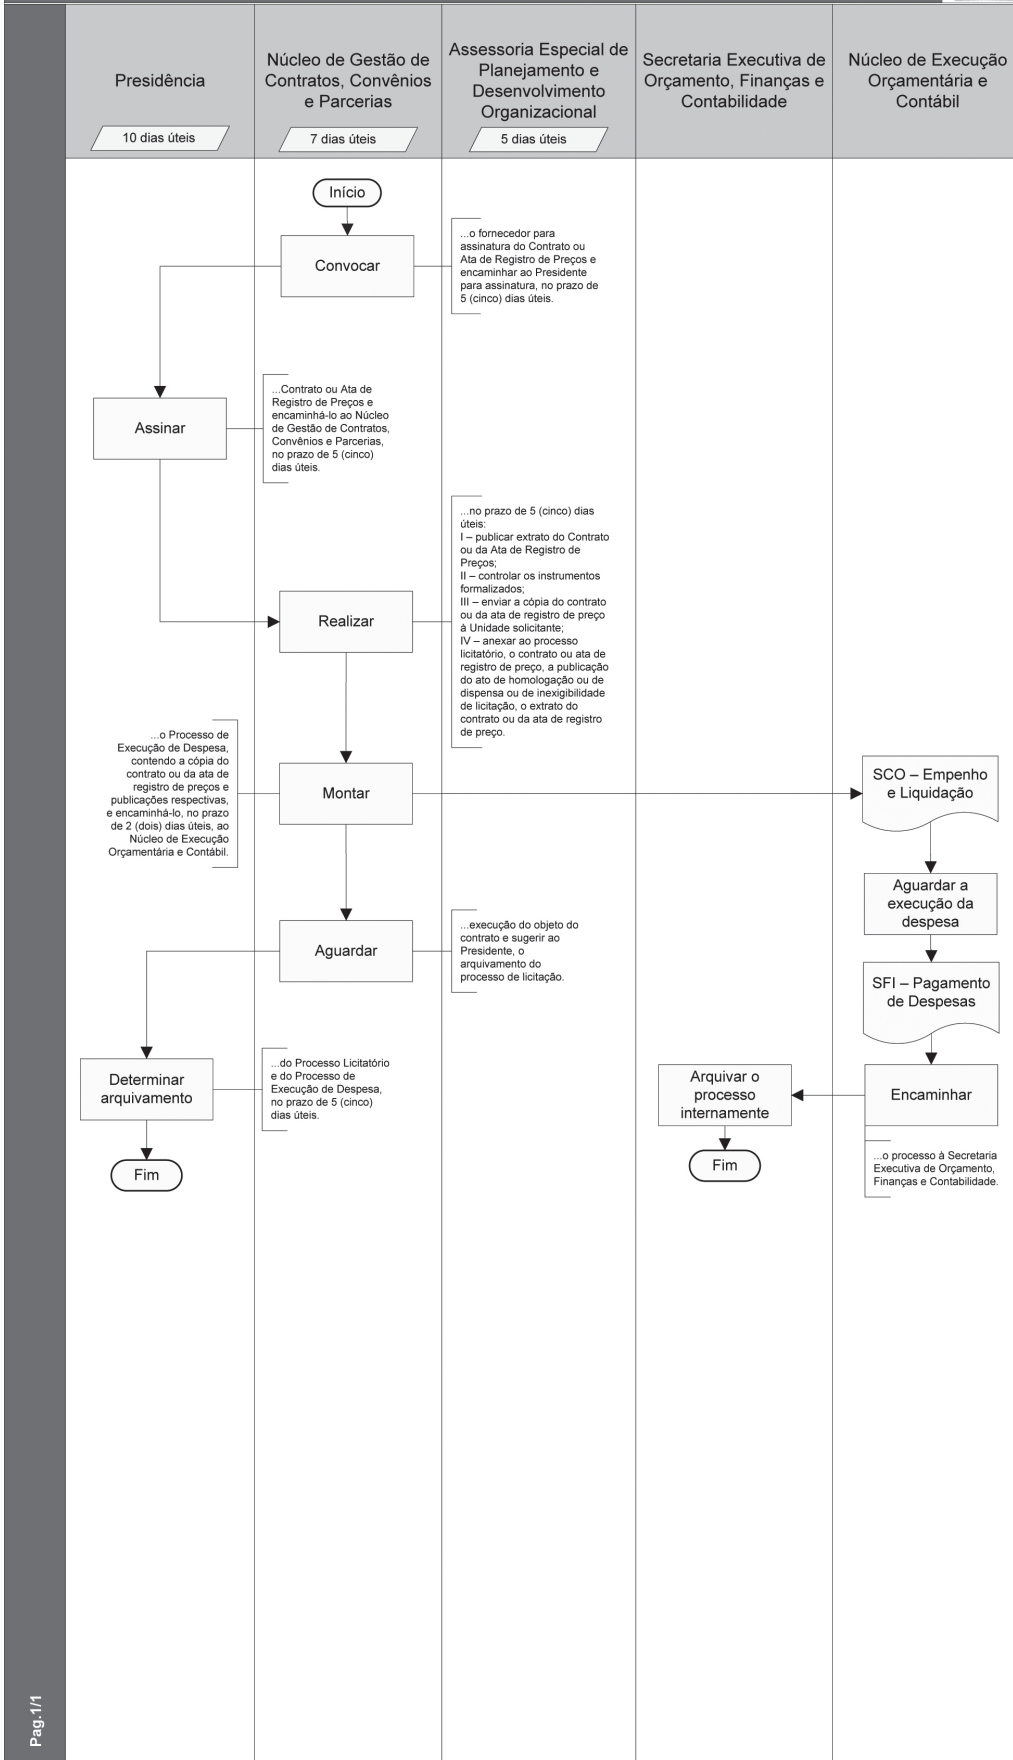 Presidência
10 dias úteis
Núcleo de Gestão de
Contratos, Convênios
e Parcerias
7 dias úteis
Assessoria Especial de
Planejamento e
Desenvolvimento
Organizacional
5 dias úteis
Secretaria Executiva de
Orçamento, Finanças e
Contabilidade
Núcleo de Execução
Orçamentária e
Contábil
Início
Convocar
...o fornecedor para
assinatura do Contrato ou
Ata de Registro de Preços e
encaminhar ao Presidente
para assinatura, no prazo de
5 (cinco) dias úteis.
Assinar
...Contrato ou Ata de
Registro de Preços e
encaminhá-lo ao Núcleo
de Gestão de Contratos,
Convênios e Parcerias,
no prazo de 5 (cinco)
dias úteis.
Realizar
...no prazo de 5 (cinco) dias
úteis:
I – publicar extrato do Contrato
ou da Ata de Registro de
Preços;
II – controlar os instrumentos
formalizados;
III – enviar a cópia do contrato
ou da ata de registro de preço
à Unidade solicitante;
IV – anexar ao processo
licitatório, o contrato ou ata de
registro de preço, a publicação
do ato de homologação ou de
dispensa ou de inexigibilidade
de licitação, o extrato do
contrato ou da ata de registro
de preço.
...o Processo de
Execução de Despesa,
contendo a cópia do
contrato ou da ata de
registro de preços e
publicações respectivas,
e encaminhá-lo, no prazo
de 2 (dois) dias úteis, ao
Núcleo de Execução
Orçamentária e Contábil.
Montar
SCO – Empenho
e Liquidação
Aguardar a
execução da
despesa
Aguardar
...execução do objeto do
contrato e sugerir ao
Presidente, o
arquivamento do
processo de licitação.
SFI – Pagamento
de Despesas
Determinar
arquivamento
...do Processo Licitatório
e do Processo de
Execução de Despesa,
no prazo de 5 (cinco)
dias úteis.
Arquivar o
processo
internamente
Encaminhar
...o processo à Secretaria
Executiva de Orçamento,
Finanças e Contabilidade.
Fim
Fim
Pag.1/1